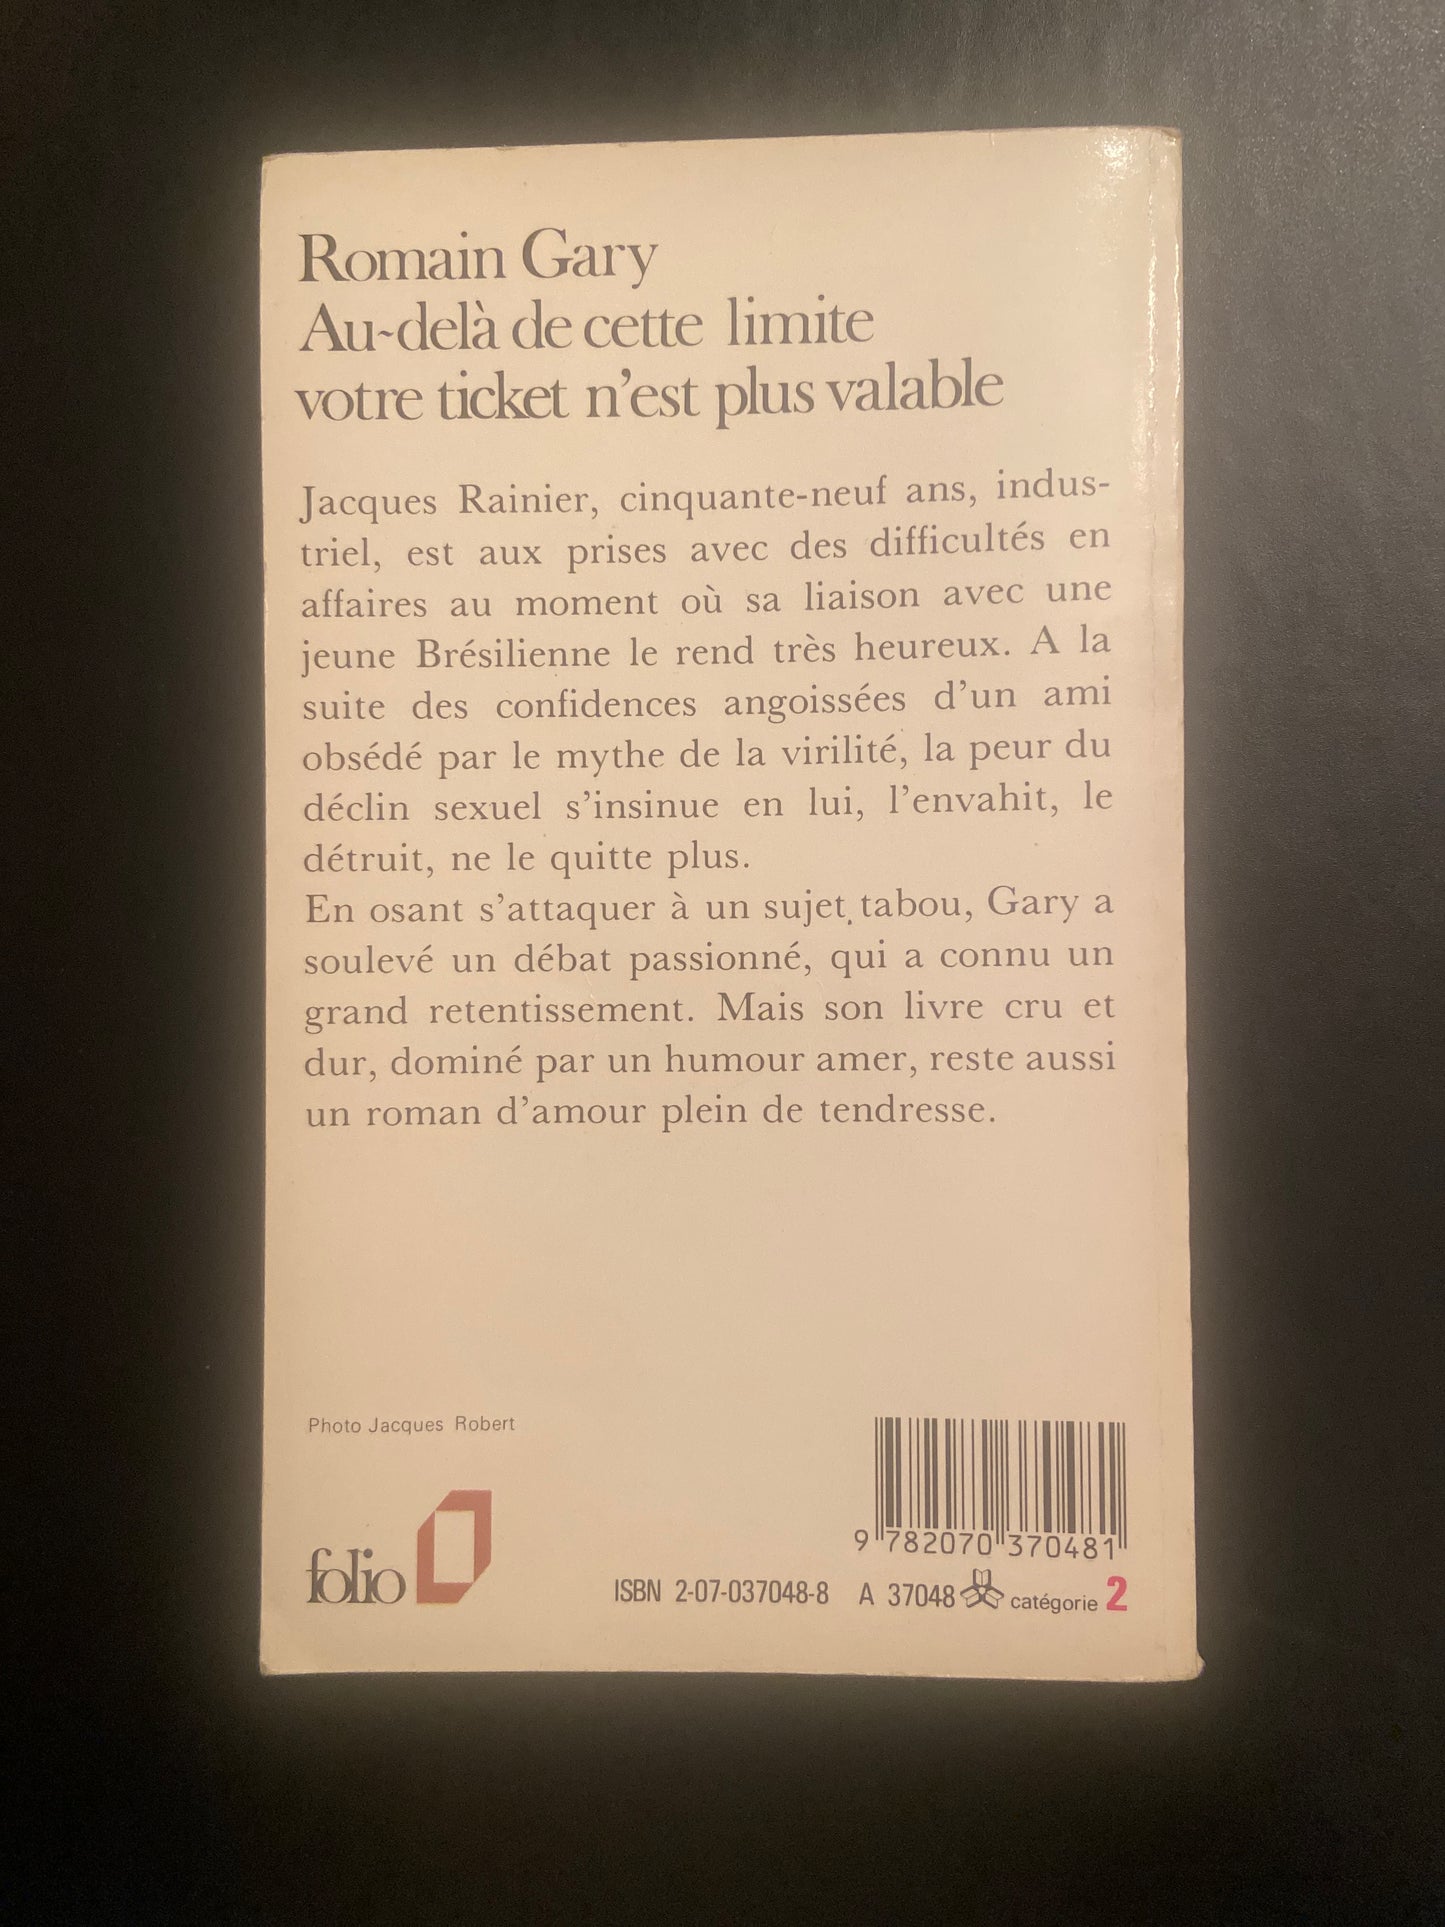 Romain Gary
Au-delà de cette limite
votre ticket n'est plus valable
Jacques Rainier, cinquante-neuf ans, indus-
triel, est aux prises avec des difficultés en
affaires au moment où sa liaison avec une
jeune Brésilienne le rend très heureux. A la
suite des confidences angoissées d'un ami
obsédé par le mythe de la virilité, la peur du
déclin sexuel s'insinue en lui, l'envahit, le
détruit, ne le quitte plus.
En osant s'attaquer à un sujet tabou, Gary a
soulevé un débat passionné, qui a connu un
grand retentissement. Mais son livre cru et
dur, dominé par un humour amer, reste aussi
un roman d'amour plein de tendresse.
Photo Jacques Robert
9 782070 370481
folio
ISBN 2-07-037048-8 A 37048 catégorie 2